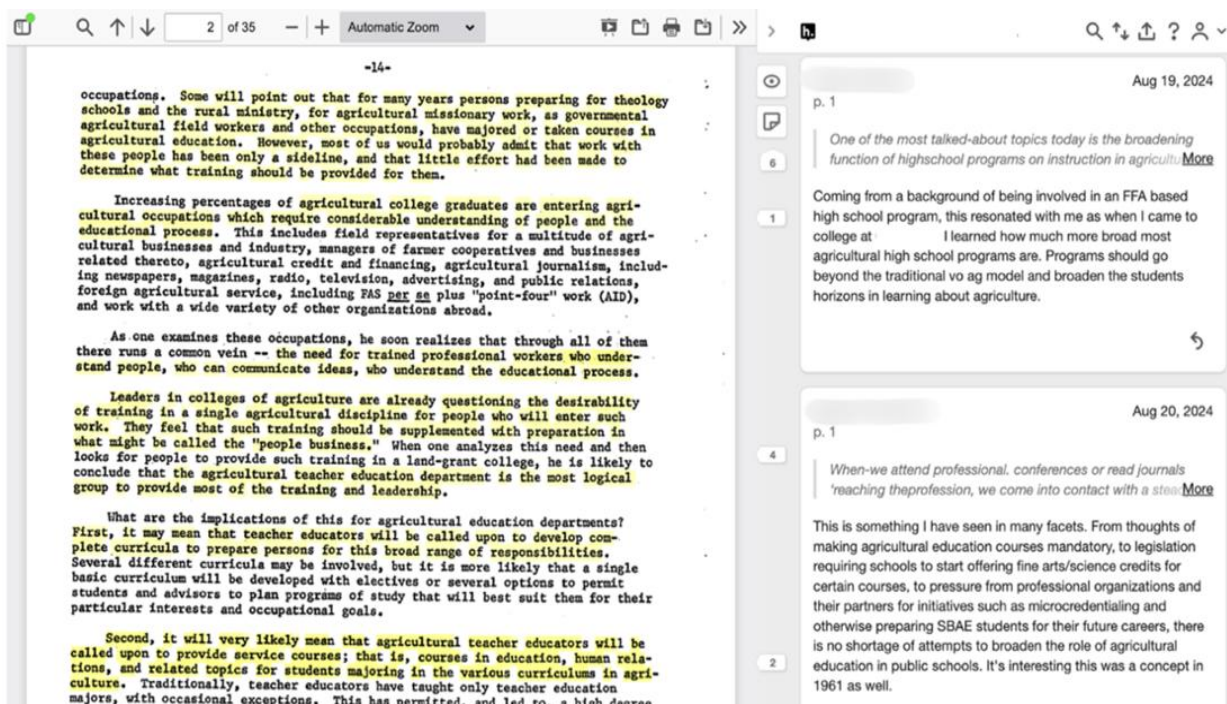 2 of 35
Automatic Zoom
-14-
occupations. Some will point out that for many years persons preparing for theology
schools and the rural ministry, for agricultural missionary work, as governmental
agricultural field workers and other occupations, have majored or taken courses in
agricultural education. However, most of us would probably admit that work with
these people has been only a sideline, and that little effort had been made to
determine what training should be provided for them.
Increasing percentages of agricultural college graduates are entering agri-
cultural occupations which require considerable understanding of people and the
educational process. This includes field representatives for a multitude of agri-
cultural businesses and industry, managers of farmer cooperatives and businesses
related thereto, agricultural credit and financing, agricultural journalism, includ-
ing newspapers, magazines, radio, television, advertising, and public relations,
foreign agricultural service, including FAS per se plus "point-four" work (AID),
and work with a wide variety of other organizations abroad.
As one examines these occupations, he soon realizes that through all of them
there runs a common vein -- the need for trained professional workers who under-
stand people, who can communicate ideas, who understand the educational process.
Leaders in colleges of agriculture are already questioning the desirability
of training in a single agricultural discipline for people who will enter such
work. They feel that such training should be supplemented with preparation in
what might be called the "people business." When one analyzes this need and then
looks for people to provide such training in a land-grant college, he is likely to
conclude that the agricultural teacher education department is the most logical
group to provide most of the training and leadership.
What are the implications of this for agricultural education departments?
First, it may mean that teacher educators will be called upon to develop com-
plete curricula to prepare persons for this broad range of responsibilities.
Several different curricula may be involved, but it is more likely that a single
basic curriculum will be developed with electives or several options to permit
students and advisors to plan programs of study that will best suit them for their
particular interests and occupational goals.
Second, it will very likely mean that agricultural teacher educators will be
called upon to provide service courses; that is, courses in education, human rela-
tions, and related topics for students majoring in the various curriculums in agri-
culture. Traditionally, teacher educators have taught only teacher education
majors, with occasional exceptions. This has permitted, and led to, a high degree
6
1
4
2
h.
Aug 19, 2024
p. 1
One of the most talked-about topics today is the broadening
function of highschool programs on instruction in agricultu More
Coming from a background of being involved in an FFA based
high school program, this resonated with me as when I came to
college at I learned how much more broad most
agricultural high school programs are. Programs should go
beyond the traditional vo ag model and broaden the students
horizons in learning about agriculture.
Aug 20, 2024
p. 1
When-we attend professional. conferences or read journals
'reaching theprofession, we come into contact with a stea More
This is something I have seen in many facets. From thoughts of
making agricultural education courses mandatory, to legislation
requiring schools to start offering fine arts/science credits for
certain courses, to pressure from professional organizations and
their partners for initiatives such as microcredentialing and
otherwise preparing SBAE students for their future careers, there
is no shortage of attempts to broaden the role of agricultural
education in public schools. It's interesting this was a concept in
1961 as well.